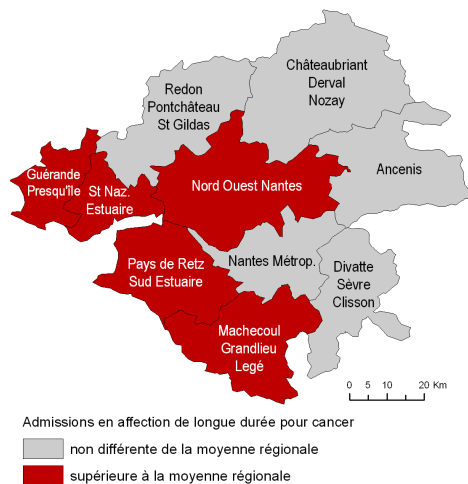 Châteaubriant
Derval
Nozay
Redon
Pontchâteau
St Gildas
Guérande
Presqu'île
St Naz.
Estuaire
Nord Ouest Nantes
Ancenis
Pays de Retz
Sud Estuaire
Nantes Métrop.
Divatte
Sèvre
Clisson
Machecoul
Grandlieu
Legé
0 5 10 20 Km
Admissions en affection de longue durée pour cancer
non différente de la moyenne régionale
supérieure à la moyenne régionale